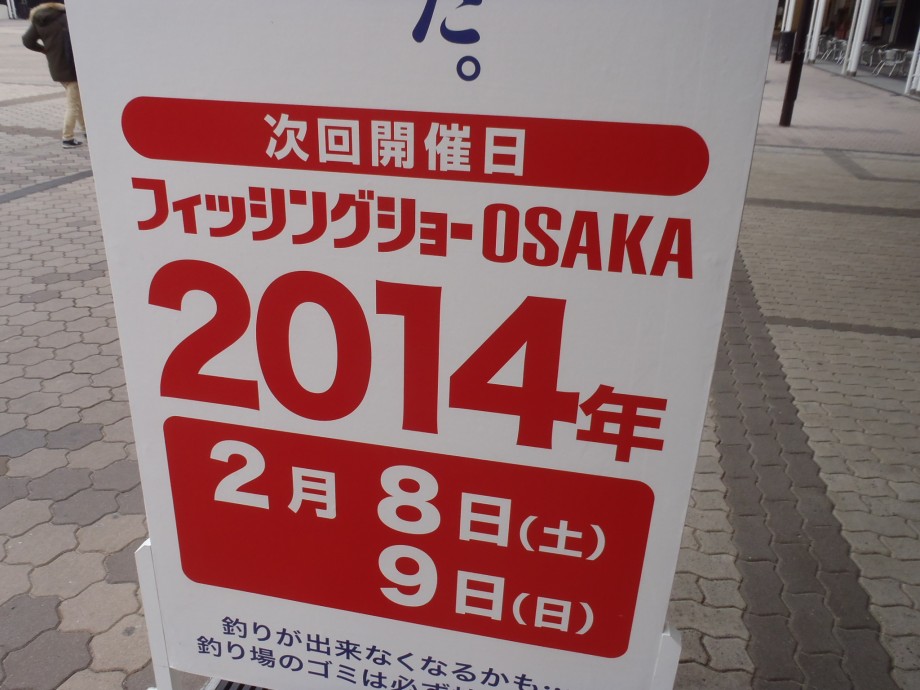 た。
次回開催日
フィッシングショーOSAKA
2014年
2月 8日(土)
9日(日)
釣りが出来なくなるかも…
釣り場のゴミは必ず